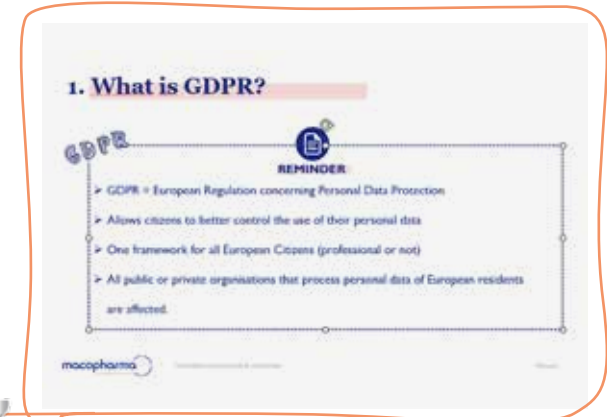 1. What is GDPR?
GDPR
REMINDER
➢ GDPR = European Regulation concerning Personal Data Protection
➢ Allows citizens to better control the use of their personal data
➢ One framework for all European Citizens (professional or not)
➢ All public or private organisations that process personal data of European residents
are affected.
macopharma